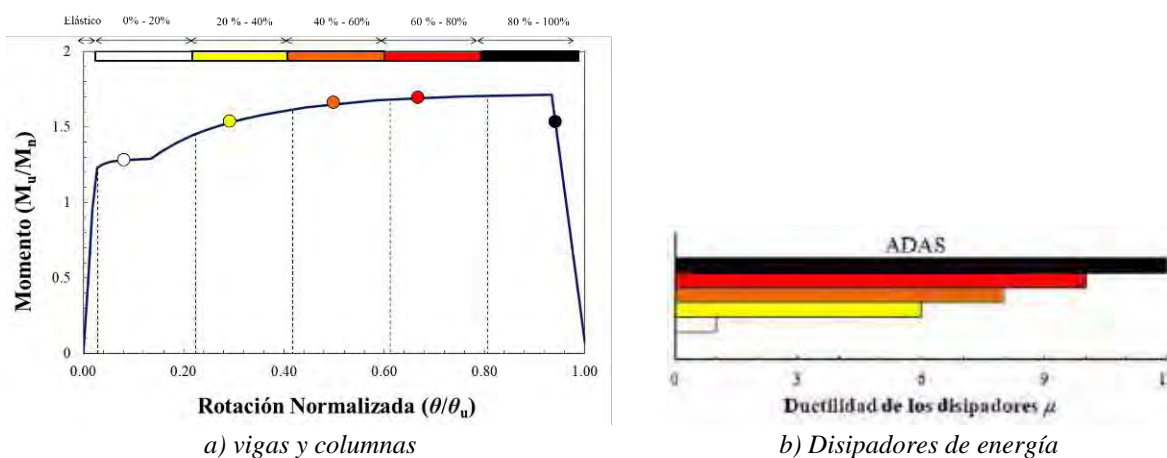 Elástico 0% - 20% 20 % - 40% 40 % - 60% 60 % - 80% 80 % - 100%
2
1.5
1
0.5
0
Momento (Mu/Mn)
0.00 0.20 0.40 0.60 0.80 1.00
Rotación Normalizada (θ/θu)
a) vigas y columnas
ADAS
0 3 6 9
Ductilidad de los disipadores μ
b) Disipadores de energía